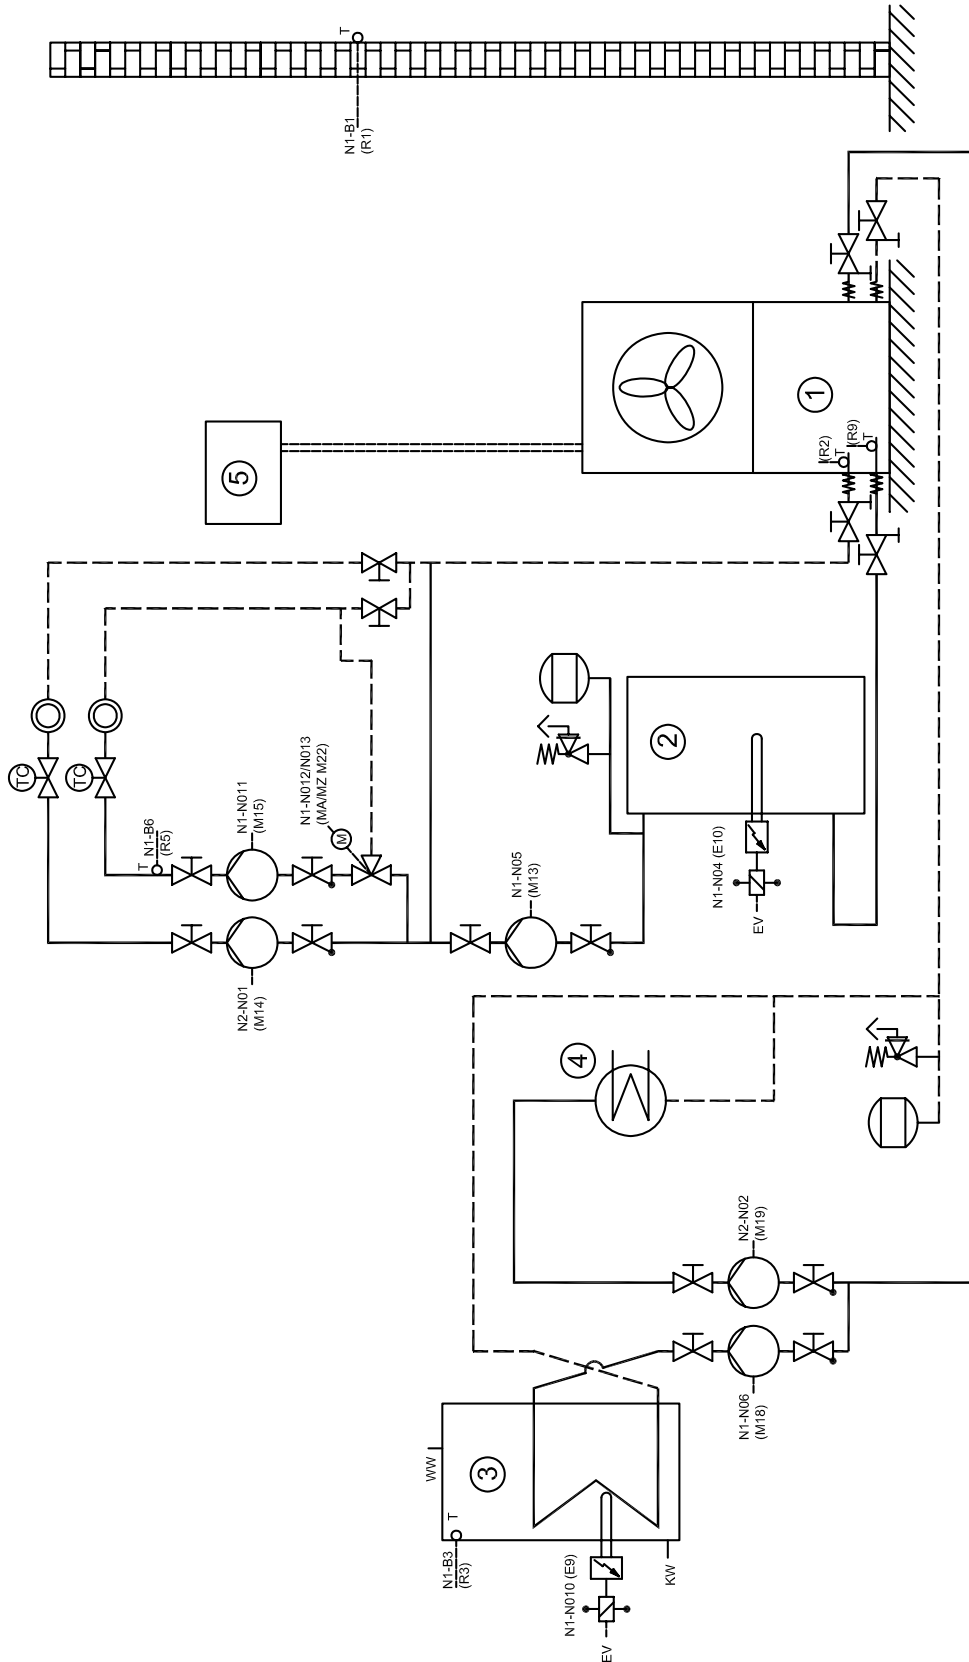 T
N1-B1
(R1)
1
(R2)
T
(R9)
T
5
TC
TC
T
N1-B6
(R5)
N1-N011
(M15)
N1-N012/N013
(MA/MZ M22)
M
N2-N01
(M14)
N1-N05
(M13)
2
N1-N04 (E10)
EV
4
N2-N02
(M19)
N1-N06
(M18)
WW
3
T
N1-B3
(R3)
KW
N1-N010 (E9)
EV